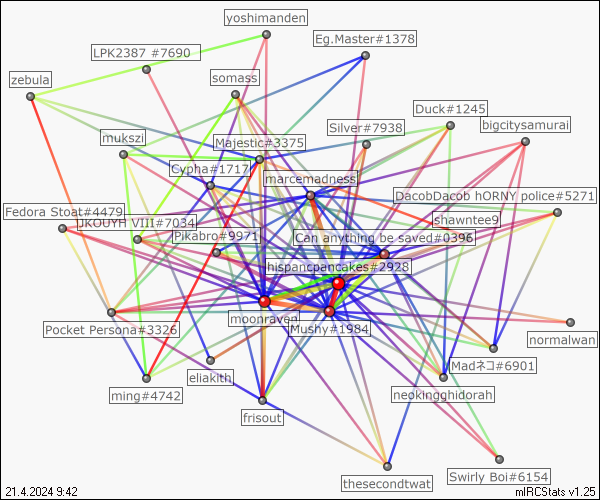 yoshimanden
Eg.Master#1378
LPK2387 #7690
zebula
somass
Duck#1245
Silver#7938
bigcitysamurai
mukszi
Majestic#3375
Cypha#1717
marcemadness
DacobDacob hORNY police#5271
Fedora Stoat#4479
JKOUYH VIII#7034
shawntee9
Pikabro#9971
Can anything be saved#0396
hispancpancakes#2928
moonraven
Mushy#1984
Pocket Persona#3326
normalwan
Madネコ#6901
eliakith
ming#4742
neokingghidorah
frisout
thesecondtwat
Swirly Boi#6154
21.4.2024 9:42
mIRCStats v1.25